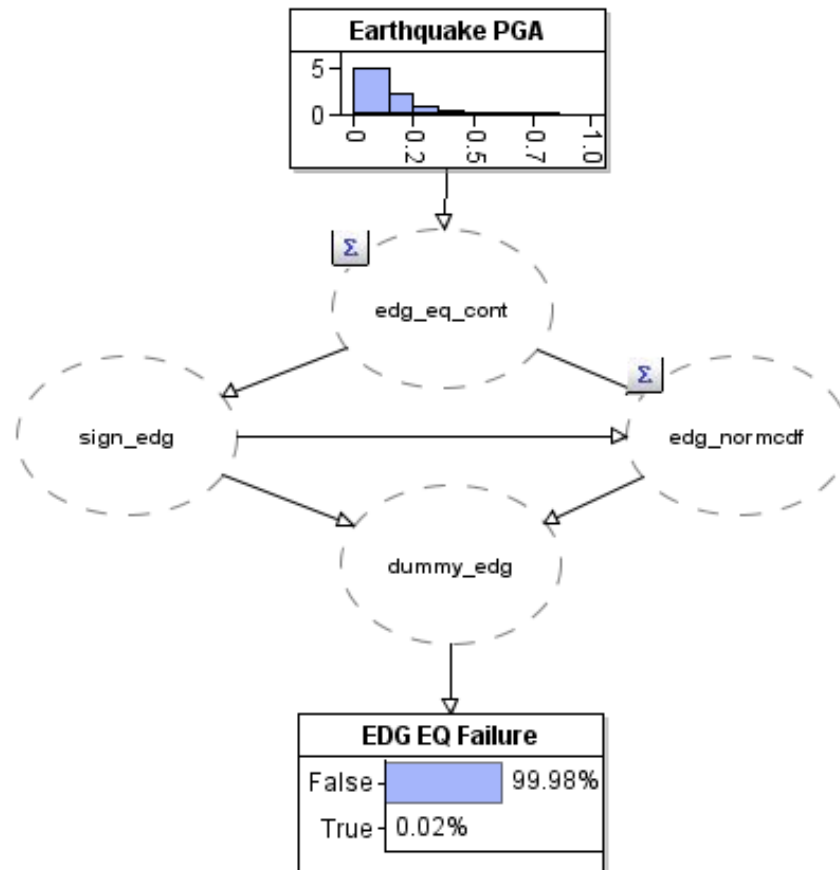 Earthquake PGA
5
0
0
0.2
0.5
0.7
1.0
Σ
edg_eq_cont
Σ
sign_edg
edg_normcdf
dummy_edg
EDG EQ Failure
False 99.98%
True 0.02%